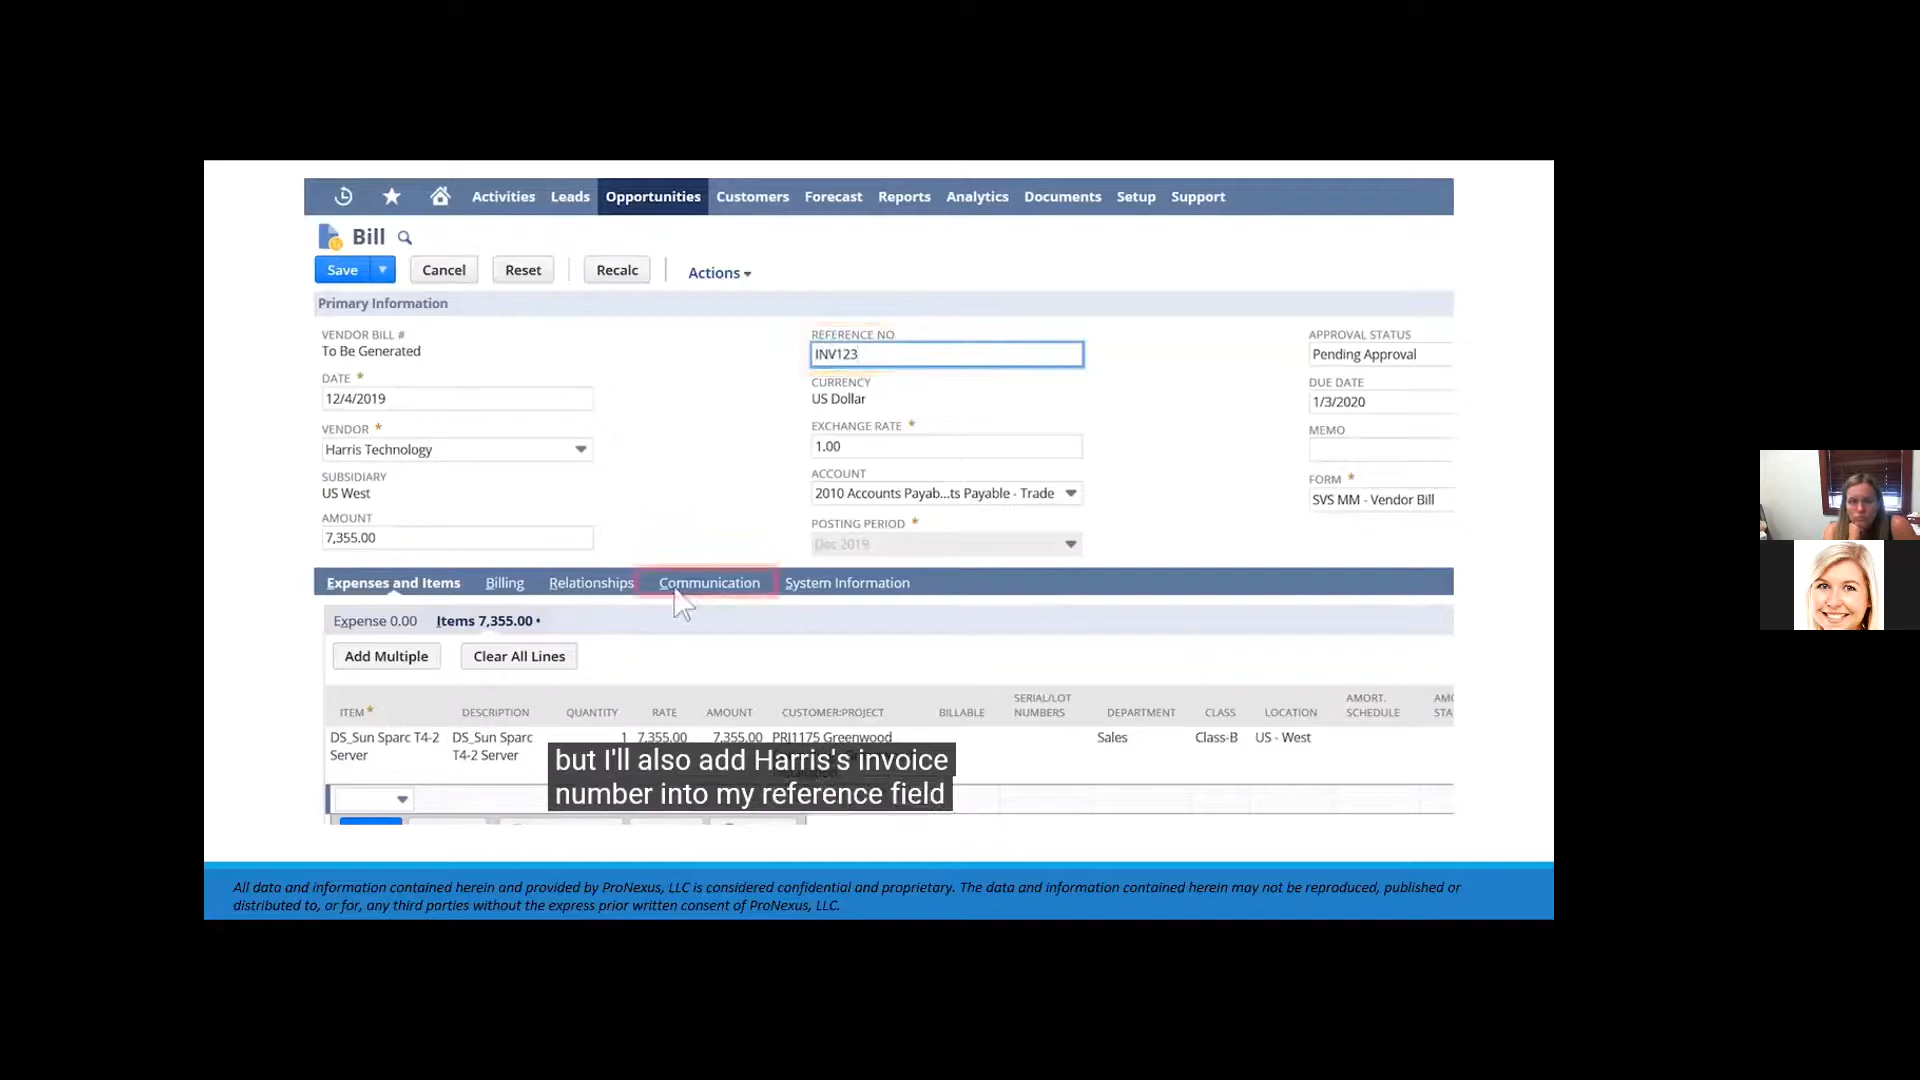 Activities Leads Opportunities Customers Forecast Reports Analytics Documents Setup Support
Bill
Save Cancel Reset Recalc Actions
Primary Information
VENDOR BILL #
To Be Generated
DATE *
12/4/2019
VENDOR *
Harris Technology
SUBSIDIARY
US West
AMOUNT
7,355.00
REFERENCE NO.
INV123
CURRENCY
US Dollar
EXCHANGE RATE *
1.00
ACCOUNT
2010 Accounts Payab...ts Payable - Trade
POSTING PERIOD *
Dec 2019
APPROVAL STATUS
Pending Approval
DUE DATE
1/3/2020
MEMO
FORM *
SVS MM - Vendor Bill
Expenses and Items Billing Relationships Communication System Information
Expense 0.00 Items 7,355.00 •
Add Multiple Clear All Lines
ITEM * DESCRIPTION QUANTITY RATE AMOUNT CUSTOMER:PROJECT BILLABLE SERIAL/LOT NUMBERS DEPARTMENT CLASS LOCATION AMORT. SCHEDULE
DS_Sun Sparc T4-2 DS_Sun Sparc 1 7,355.00 7,355.00 PRJ1175 Greenwood Sales Class-B US - West
Server T4-2 Server
but I'll also add Harris's invoice
number into my reference field
All data and information contained herein and provided by ProNexus, LLC is considered confidential and proprietary. The data and information contained herein may not be reproduced, published or
distributed to, or for, any third parties without the express prior written consent of ProNexus, LLC.